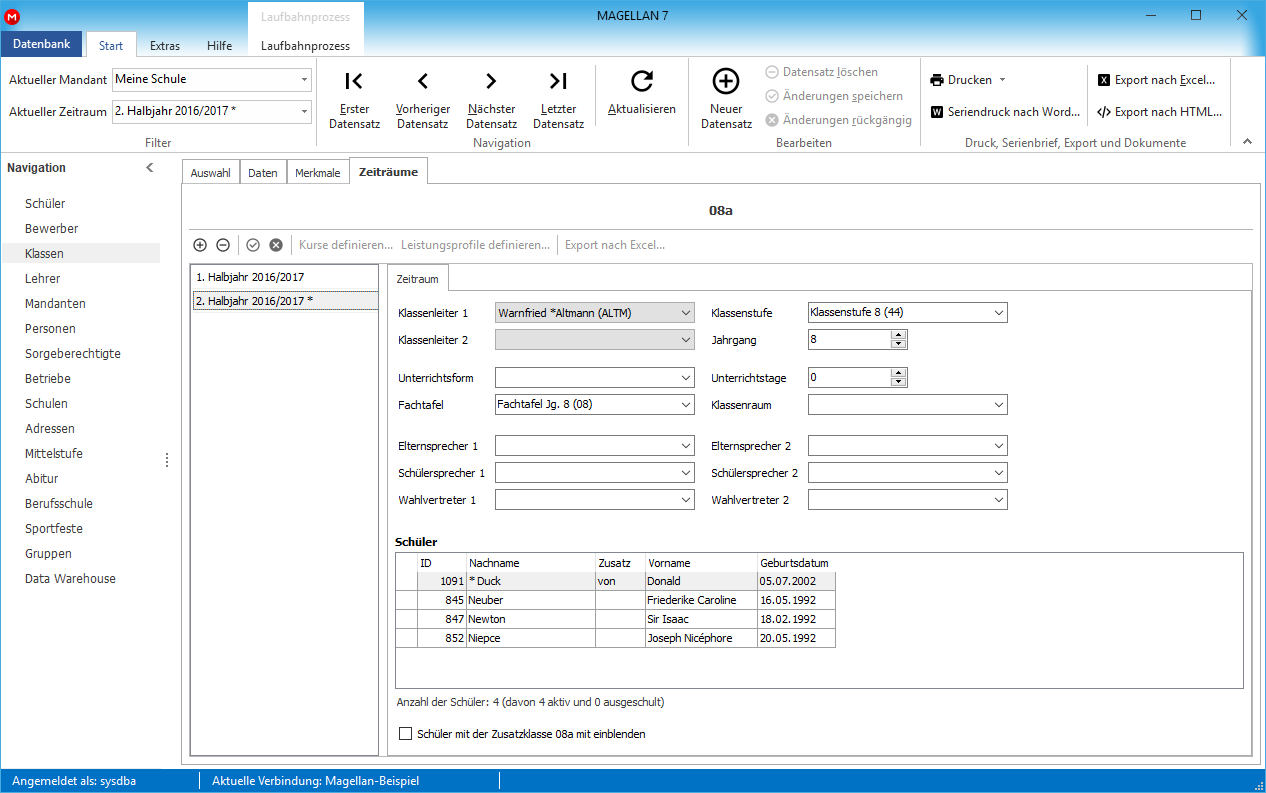 M
Laufbahnprozess
MAGELLAN 7
Datenbank Start Extras Hilfe Laufbahnprozess
Aktueller Mandant Meine Schule
Aktueller Zeitraum 2. Halbjahr 2016/2017 *
Filter
Erster Datensatz
Vorheriger Datensatz
Nächster Datensatz
Letzter Datensatz
Aktualisieren
Navigation
Neuer Datensatz
Datensatz löschen
Änderungen speichern
Änderungen rückgängig
Bearbeiten
Drucken
Seriendruck nach Word...
Export nach Excel...
Export nach HTML...
Druck, Serienbrief, Export und Dokumente
Navigation
Schüler
Bewerber
Klassen
Lehrer
Mandanten
Personen
Sorgeberechtigte
Betriebe
Schulen
Adressen
Mittelstufe
Abitur
Berufsschule
Sportfeste
Gruppen
Data Warehouse
Auswahl Daten Merkmale Zeiträume
08a
Kurse definieren... Leistungsprofile definieren... Export nach Excel...
1. Halbjahr 2016/2017
2. Halbjahr 2016/2017 *
Zeitraum
Klassenleiter 1 Warnfried *Altmann (ALTM) Klassenstufe Klassenstufe 8 (44)
Klassenleiter 2 Jahrgang 8
Unterrichtsform Unterrichtstage 0
Fachtafel Fachtafel Jg. 8 (08) Klassenraum
Elternsprecher 1 Elternsprecher 2
Schülersprecher 1 Schülersprecher 2
Wahlvertreter 1 Wahlvertreter 2
Schüler
ID Nachname Zusatz Vorname Geburtsdatum
1091 * Duck von Donald 05.07.2002
845 Neuber Friederike Caroline 16.05.1992
847 Newton Sir Isaac 18.02.1992
852 Niepce Joseph Nicéphore 20.05.1992
Anzahl der Schüler: 4 (davon 4 aktiv und 0 ausgeschult)
Schüler mit der Zusatzklasse 08a mit einblenden
Angemeldet als: sysdba Aktuelle Verbindung: Magellan-Beispiel